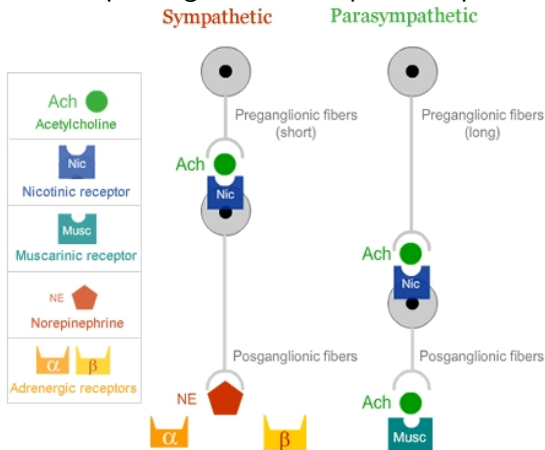 Sympathetic
Parasympathetic
Ach
Acetylcholine
Nic
Nicotinic receptor
Musc
Muscarinic receptor
NE
Norepinephrine
α β
Adrenergic receptors
Preganglionic fibers
(short)
Ach
Nic
Posganglionic fibers
NE
α β
Preganglionic fibers
(long)
Ach
Nic
Posganglionic fibers
Ach
Musc